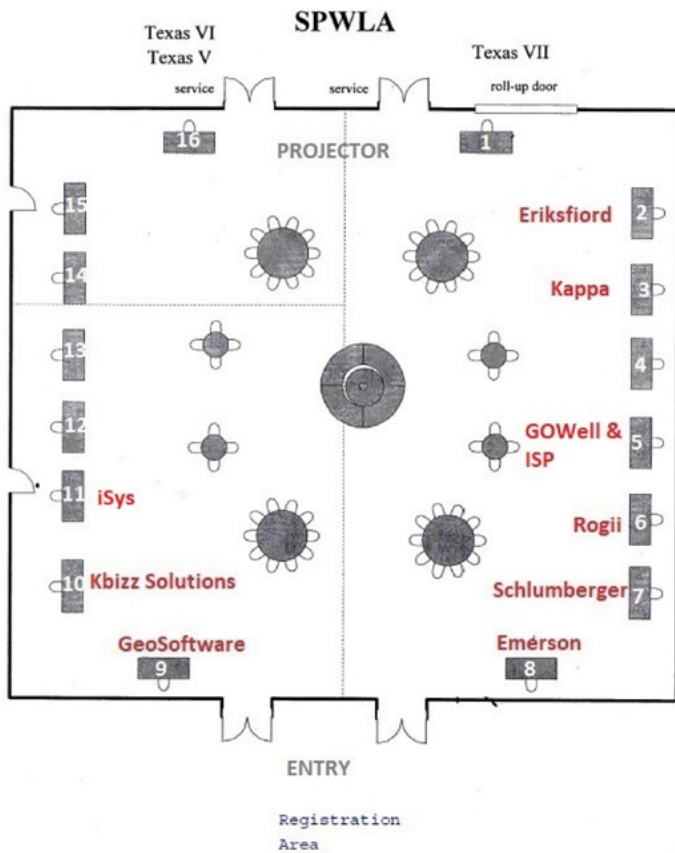 SPWLA
Texas VI
Texas V
Texas VII
service
service
roll-up door
16
PROJECTOR
1
15
Eriksfiord
2
14
Kappa
3
13
4
12
GOWell &
ISP
5
11
iSys
Rogii
6
10
Kbizz Solutions
Schlumberger
7
GeoSoftware
9
Emerson
8
ENTRY
Registration
Area